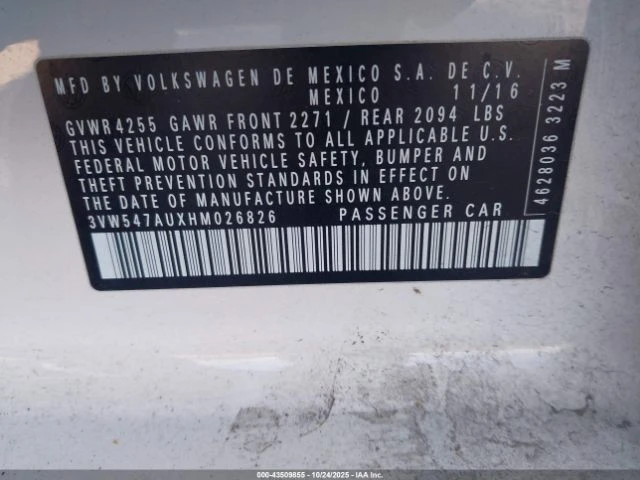 MFD BY VOLKSWAGEN DE MEXICO S.A. DE C.V.
MEXICO 11/16
GVWR 4255 GAWR FRONT 2271 / REAR 2094 LBS
THIS VEHICLE CONFORMS TO ALL APPLICABLE U.S.
FEDERAL MOTOR VEHICLE SAFETY, BUMPER AND
THEFT PREVENTION STANDARDS IN EFFECT ON
THE DATE OF MANUFACTURE SHOWN ABOVE.
3VW547AUXHM026826 PASSENGER CAR
4628036 3223 M
000-43509855 - 10/24/2025 - IAAI.COM